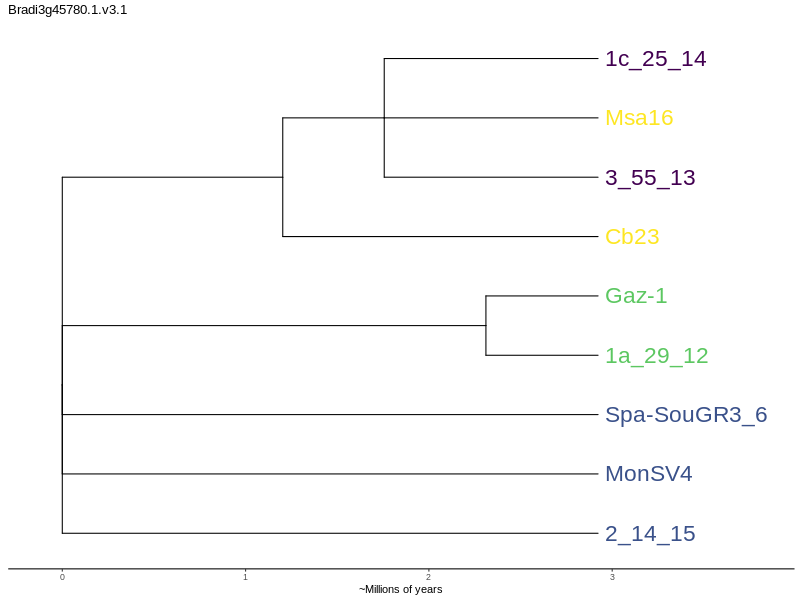 Bradi3g45780.1.v3.1
1c_25_14
Msa16
3_55_13
Cb23
Gaz-1
1a_29_12
Spa-SouGR3_6
MonSV4
2_14_15
0 1 2 3
~Millions of years